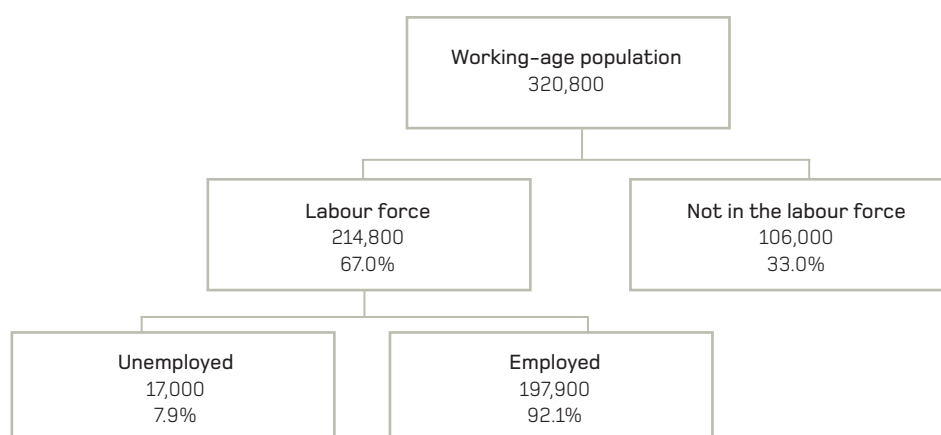 Working-age population
320,800
Labour force
214,800
67.0%
Not in the labour force
106,000
33.0%
Unemployed
17,000
7.9%
Employed
197,900
92.1%